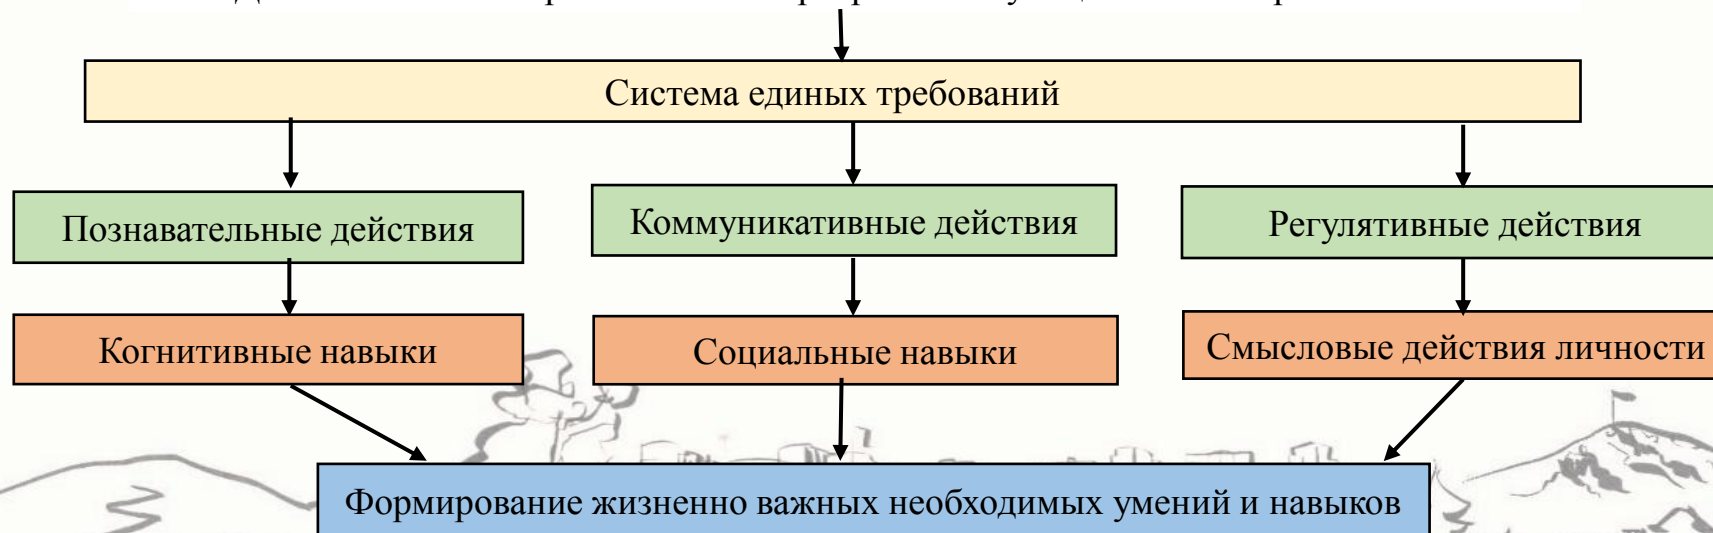 Система единых требований
Познавательные действия
Коммуникативные действия
Регулятивные действия
Когнитивные навыки
Социальные навыки
Смысловые действия личности
Формирование жизненно важных необходимых умений и навыков